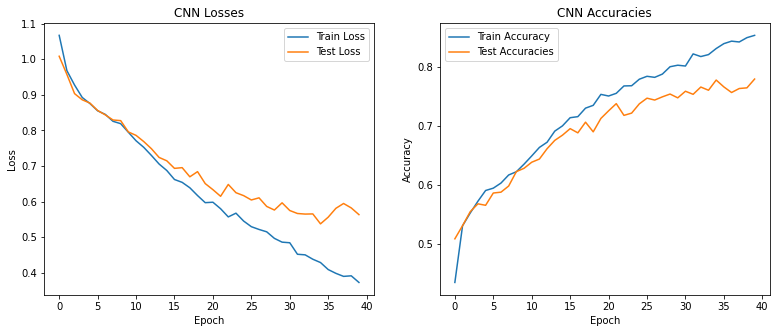 CNN Losses
Train Loss
Test Loss
1.1
1.0
0.9
0.8
0.7
0.6
0.5
0.4
Loss
0 5 10 15 20 25 30 35 40
Epoch
CNN Accuracies
Train Accuracy
Test Accuracies
0.8
0.7
0.6
0.5
Accuracy
0 5 10 15 20 25 30 35 40
Epoch